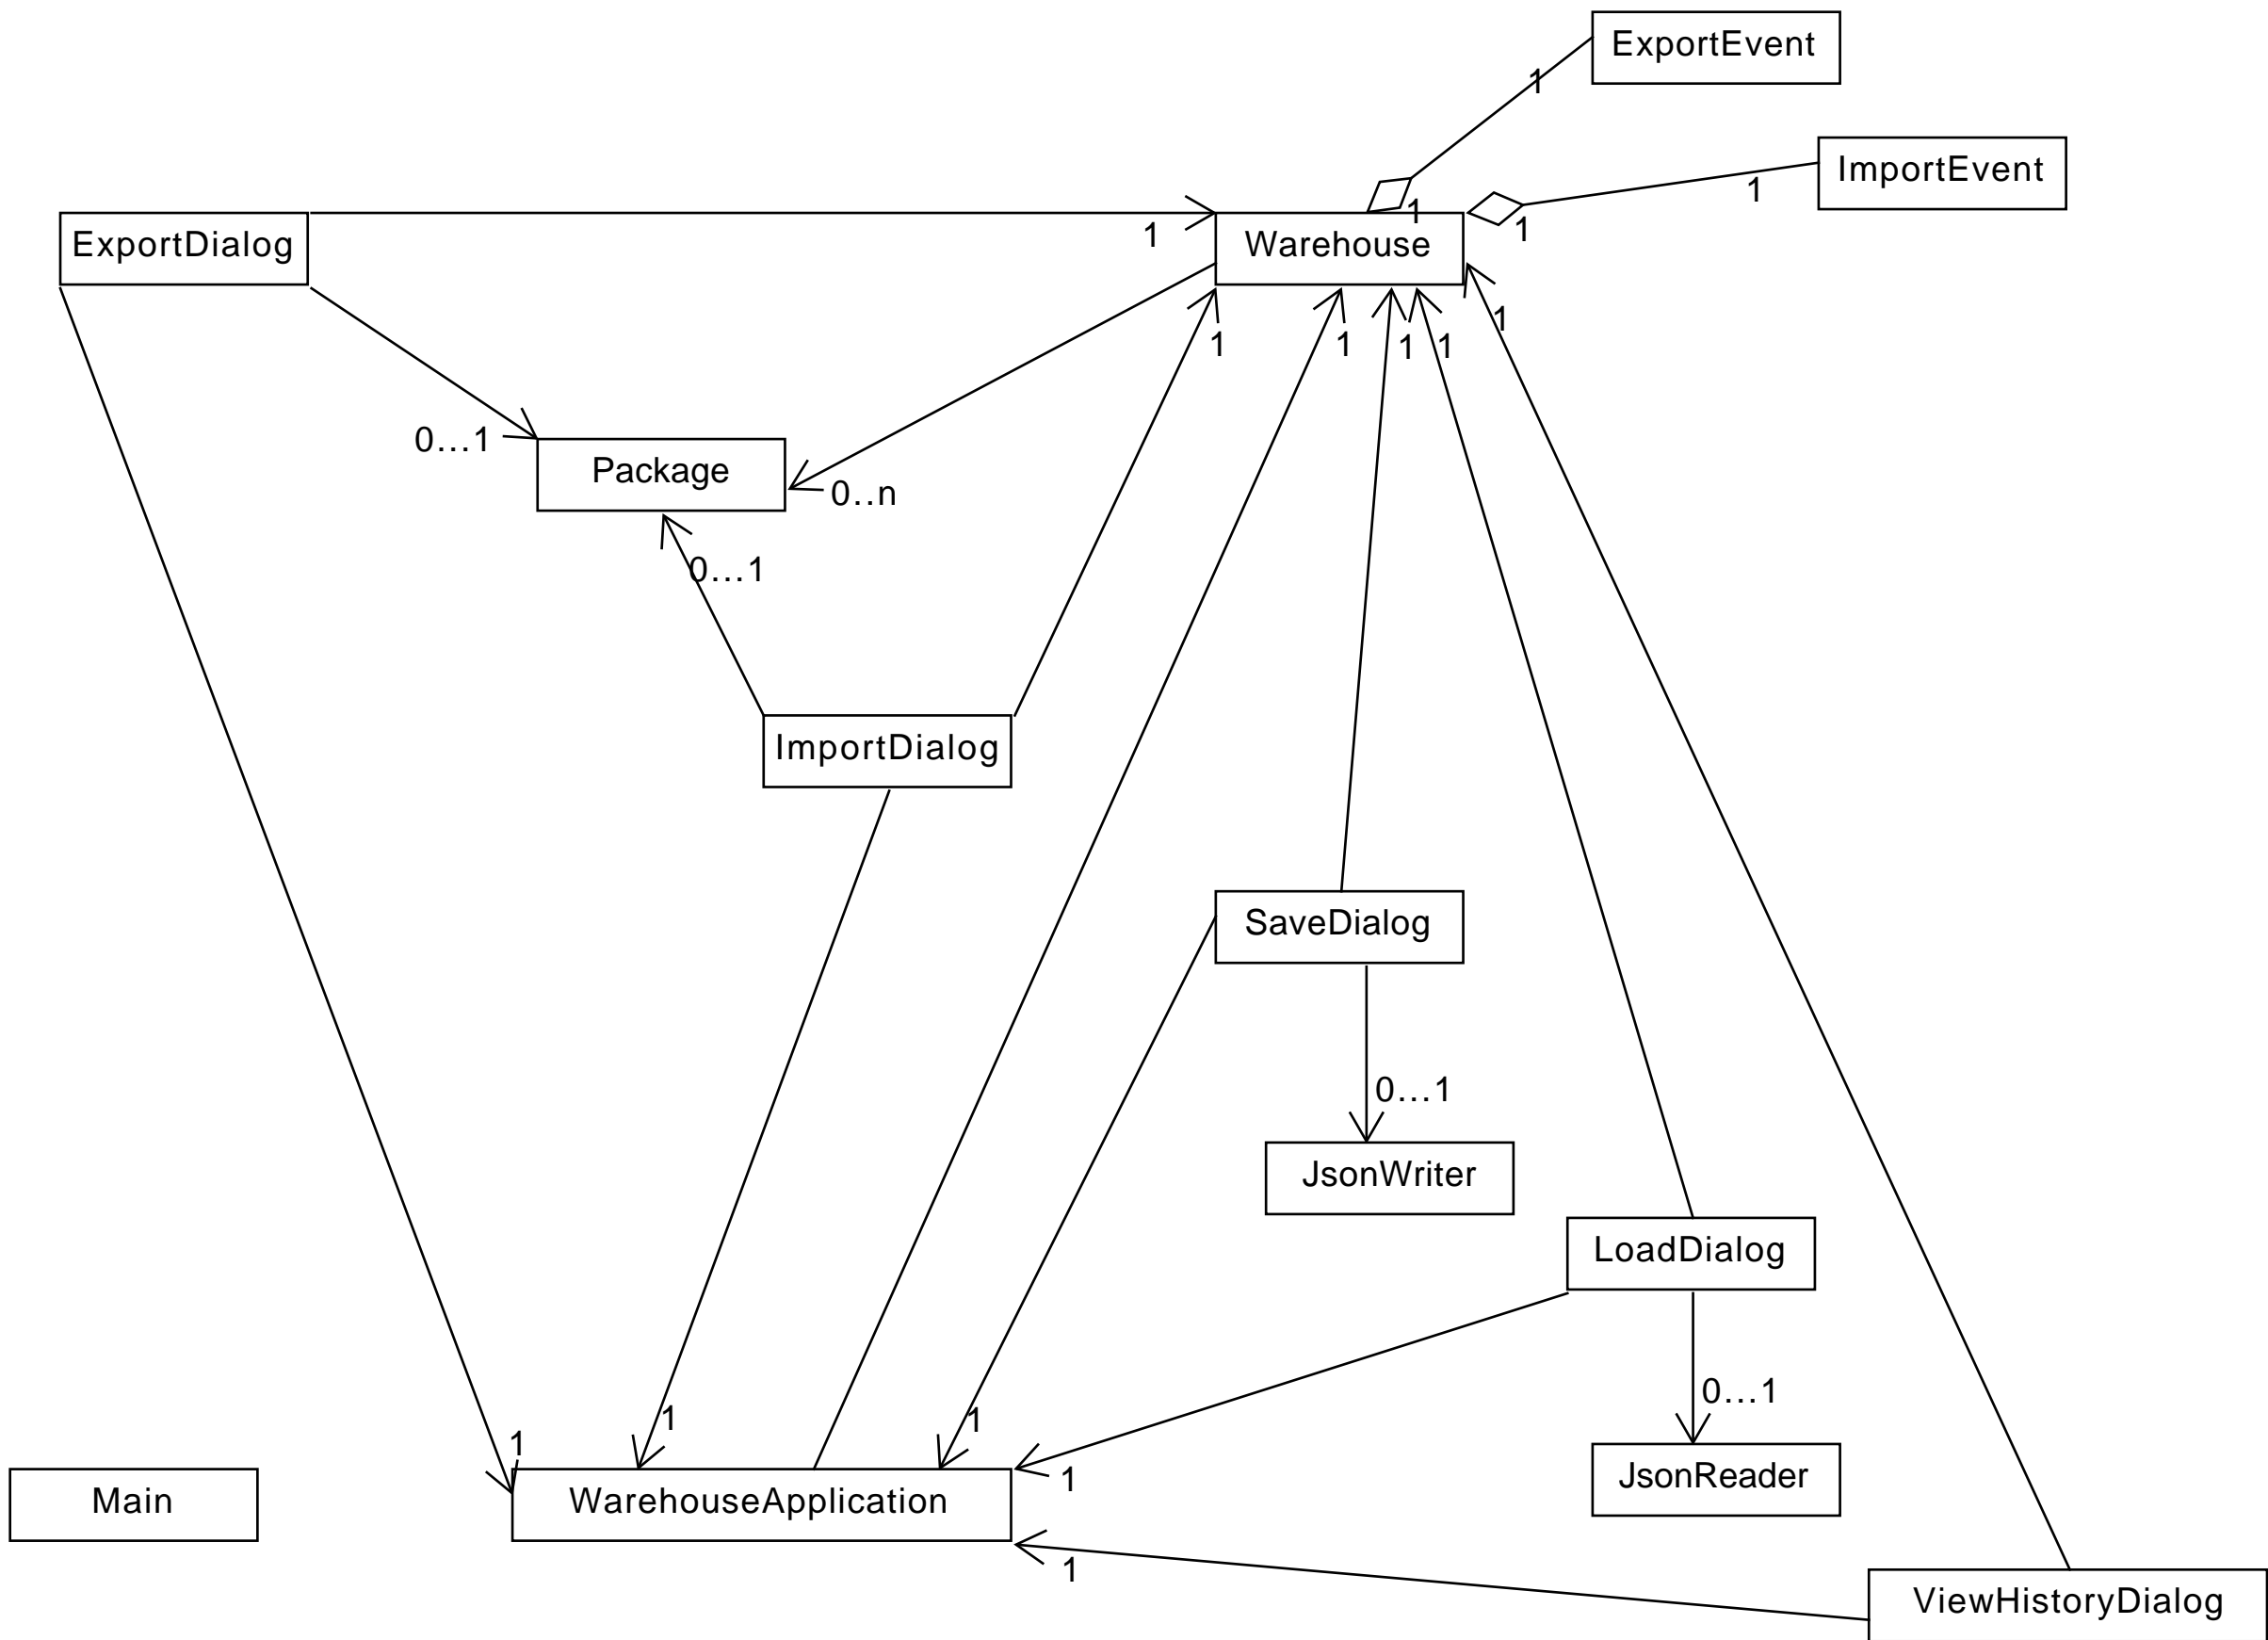 ExportEvent
1
ImportEvent
1
1
1
ExportDialog
1
Warehouse
1
1
1
1
1
0...1
Package
0..n
0...1
ImportDialog
SaveDialog
0...1
JsonWriter
LoadDialog
0...1
1
1
1
1
JsonReader
Main
WarehouseApplication
1
ViewHistoryDialog